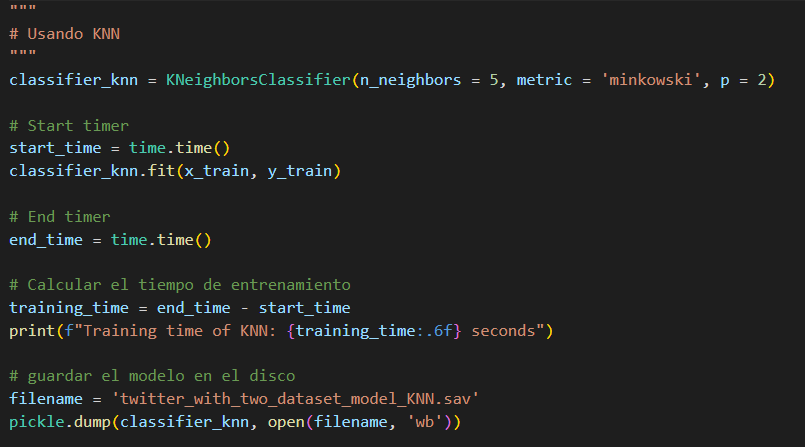 """
# Usando KNN
"""
classifier_knn = KNeighborsClassifier(n_neighbors = 5, metric = 'minkowski', p = 2)
# Start timer
start_time = time.time()
classifier_knn.fit(x_train, y_train)
# End timer
end_time = time.time()
# Calcular el tiempo de entrenamiento
training_time = end_time - start_time
print(f"Training time of KNN: {training_time:.6f} seconds")
# guardar el modelo en el disco
filename = 'twitter_with_two_dataset_model_KNN.sav'
pickle.dump(classifier_knn, open(filename, 'wb'))